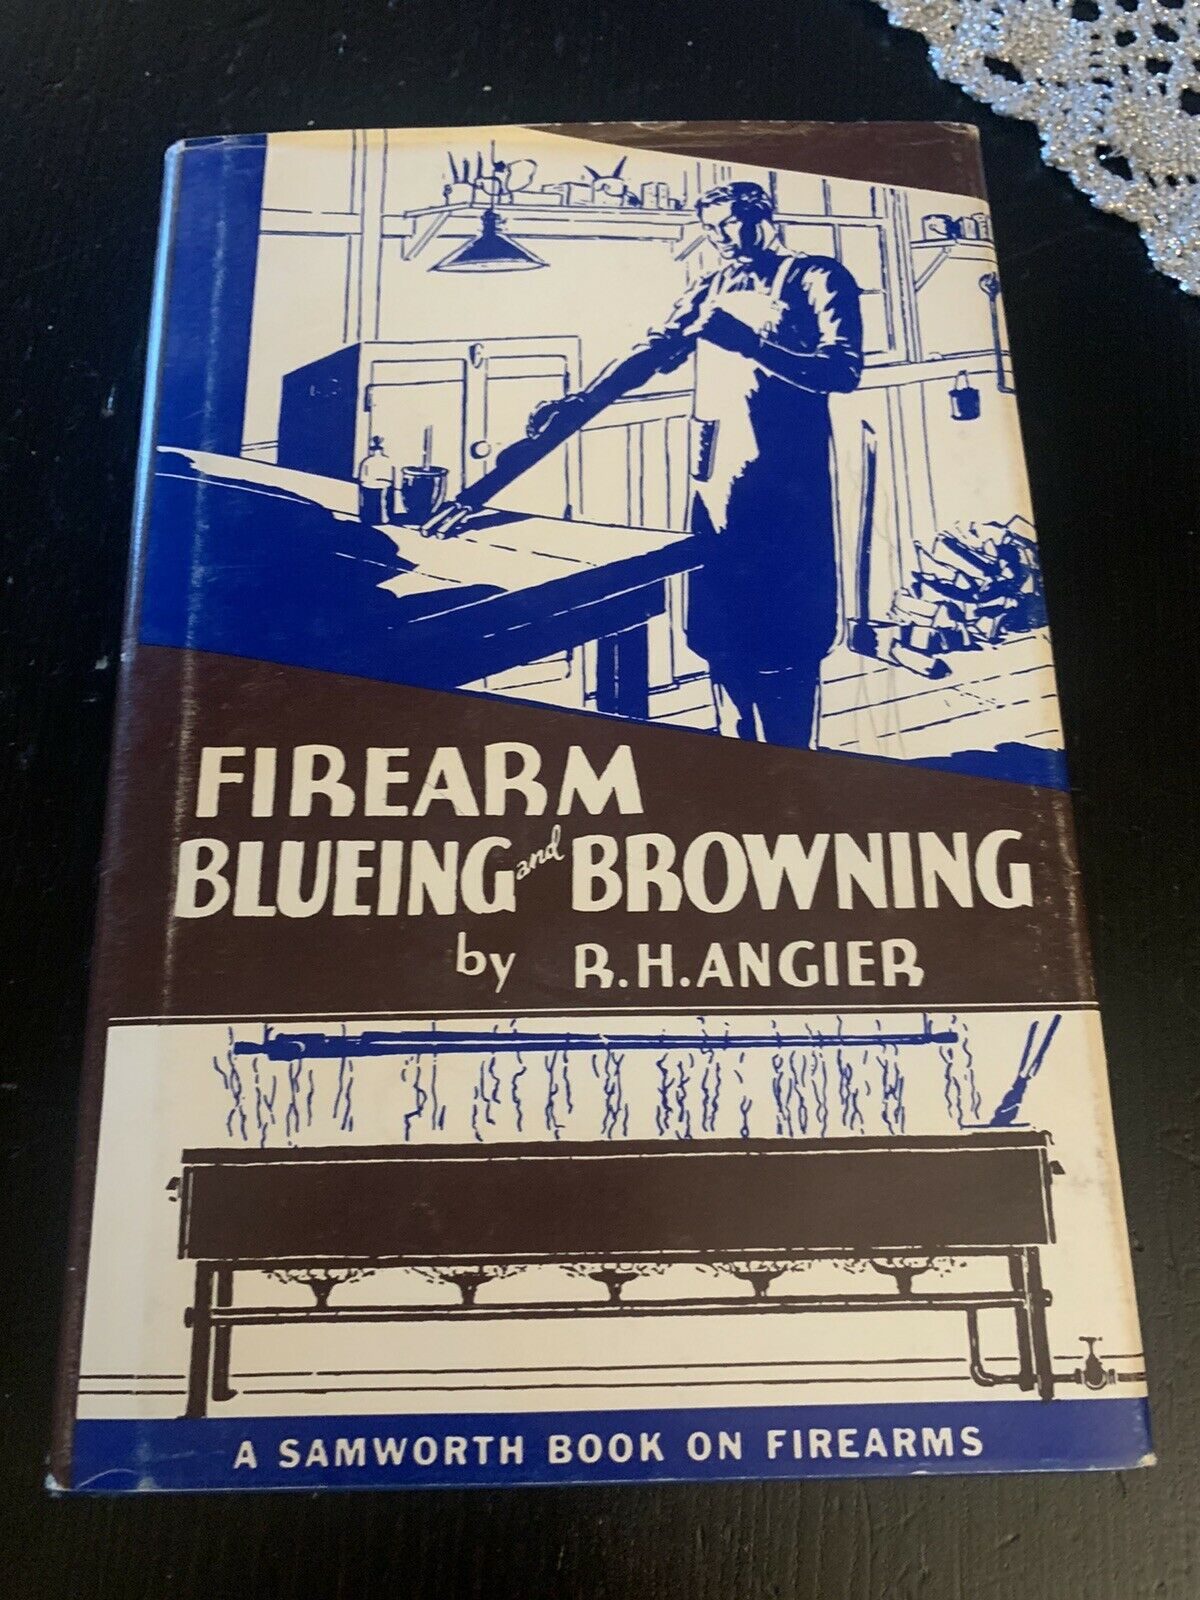 FIREARM
BLUEING and BROWNING
by R.H. ANGIER
A SAMWORTH BOOK ON FIREARMS